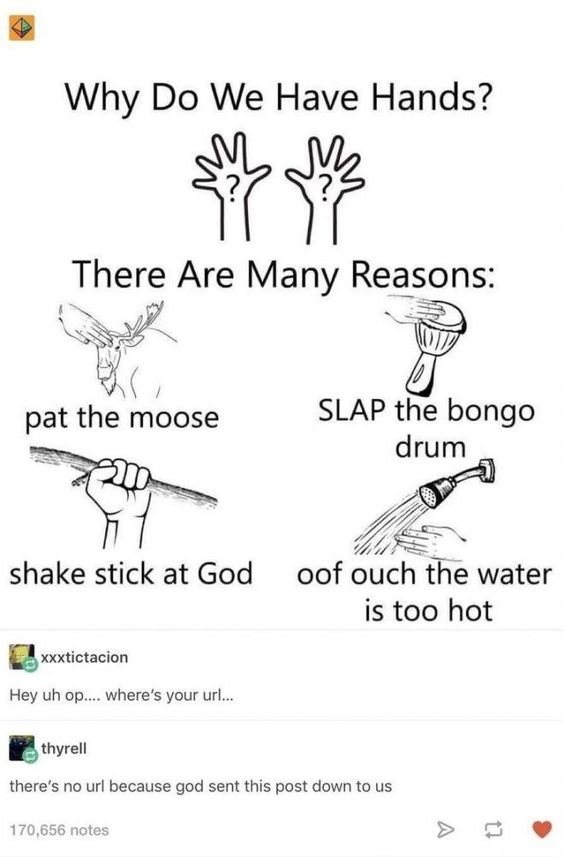 Why Do We Have Hands?
? ?
There Are Many Reasons:
pat the moose
SLAP the bongo
drum
shake stick at God
oof ouch the water
is too hot
xxxtictacion
Hey uh op.... where's your url...
thyrell
there's no url because god sent this post down to us
170,656 notes